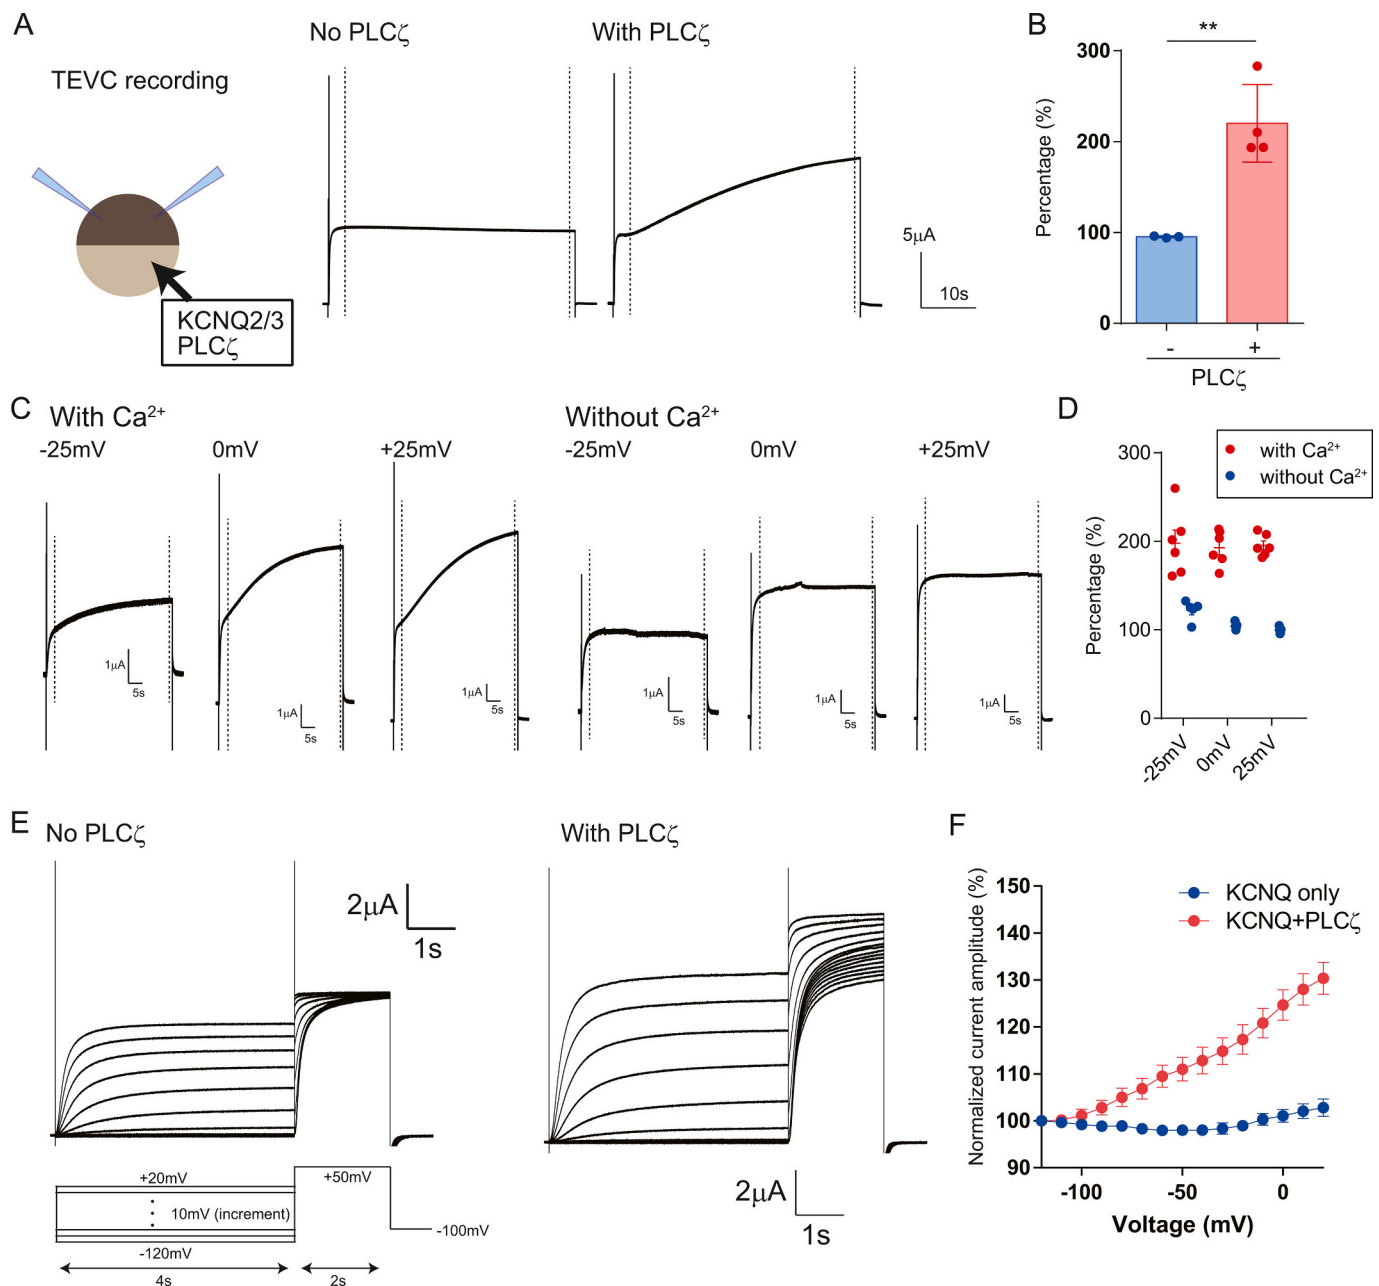 A
No PLCζ
With PLCζ
TEVC recording
KCNQ2/3
PLCζ
5μA
10s
B
**
300
200
100
0
Percentage (%)
- +
PLCζ
C
With Ca²⁺
-25mV 0mV +25mV
1μA
5s
1μA
5s
1μA
5s
Without Ca²⁺
-25mV 0mV +25mV
1μA
5s
1μA
5s
1μA
5s
D
with Ca²⁺
without Ca²⁺
300
200
100
0
Percentage (%)
-25mV 0mV 25mV
E
No PLCζ
2μA
1s
+20mV
10mV (increment)
-120mV
+50mV
-100mV
4s 2s
With PLCζ
2μA
1s
F
KCNQ only
KCNQ+PLCζ
150
140
130
120
110
100
90
Normalized current amplitude (%)
-100 -50 0
Voltage (mV)